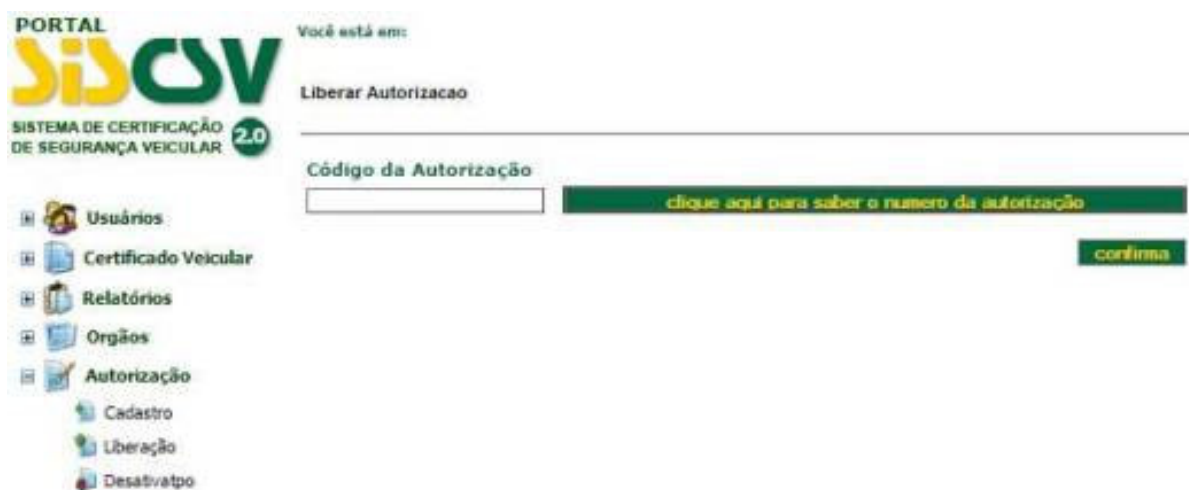 PORTAL
SiSCSV
SISTEMA DE CERTIFICAÇÃO
DE SEGURANÇA VEICULAR 2.0
Você está em:
Liberar Autorizacao
Código da Autorização
clique aqui para saber o numero da autorização
confirma
Usuários
Certificado Veicular
Relatórios
Orgãos
Autorização
Cadastro
Liberação
Desativatpo